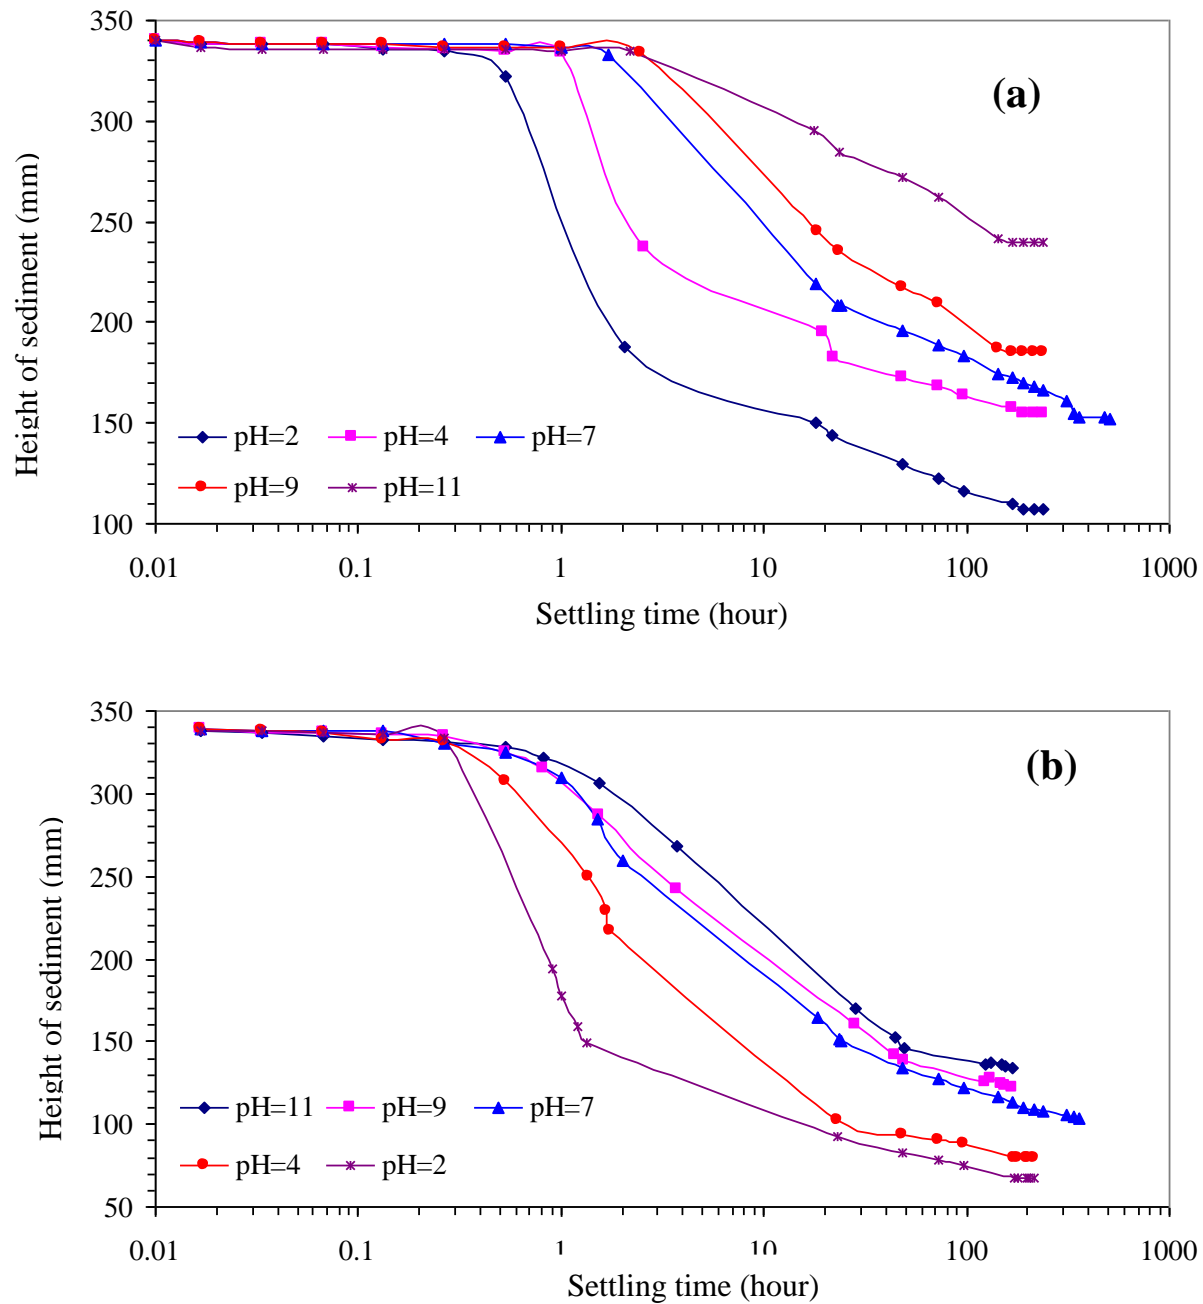 350
(a)
300
250
200
150
100
Height of sediment (mm)
pH=2 pH=4 pH=7
pH=9 pH=11
0.01 0.1 1 10 100 1000
Settling time (hour)
350
(b)
300
250
200
150
100
50
Height of sediment (mm)
pH=11 pH=9 pH=7
pH=4 pH=2
0.01 0.1 1 10 100 1000
Settling time (hour)